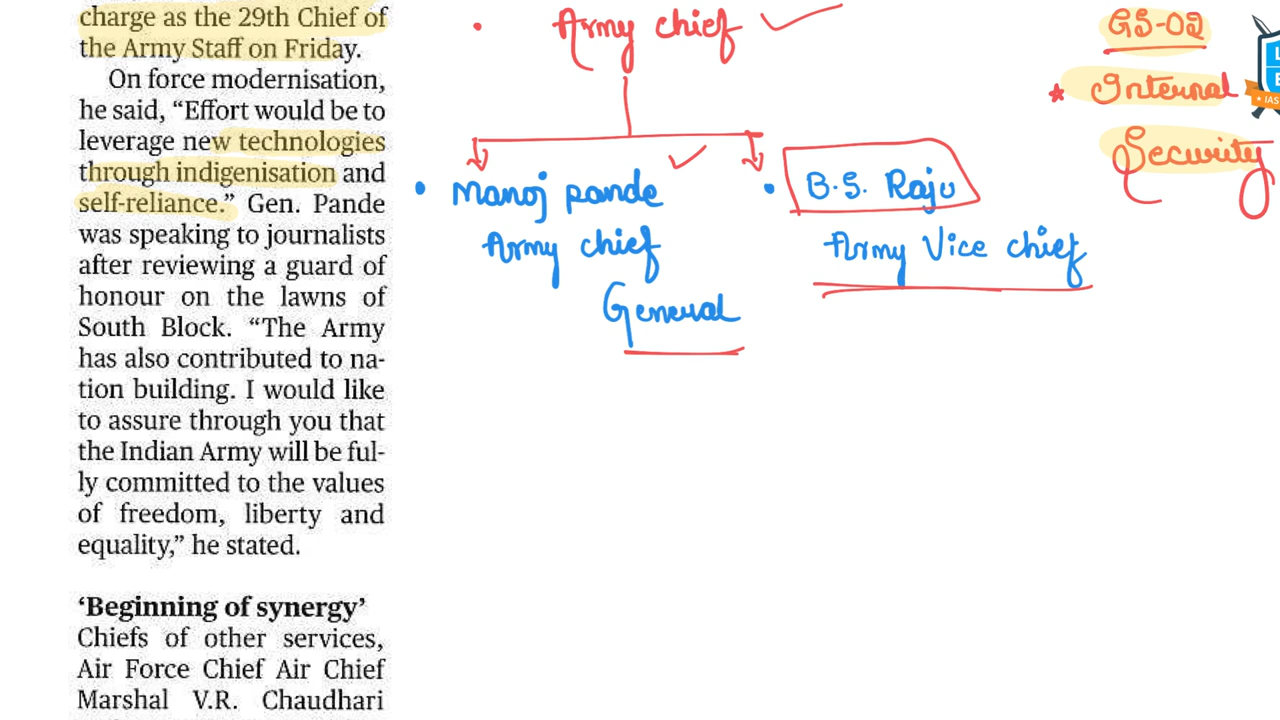 charge as the 29th Chief of
the Army Staff on Friday.
On force modernisation,
he said, “Effort would be to
leverage new technologies
through indigenisation and
self-reliance.” Gen. Pande
was speaking to journalists
after reviewing a guard of
honour on the lawns of
South Block. “The Army
has also contributed to na-
tion building. I would like
to assure through you that
the Indian Army will be ful-
ly committed to the values
of freedom, liberty and
equality,” he stated.
‘Beginning of synergy’
Chiefs of other services,
Air Force Chief Air Chief
Marshal V.R. Chaudhari
Army chief
Manoj pande
Army chief
General
B.S. Raju
Army Vice chief
GS-02
Internal
Security
IAS